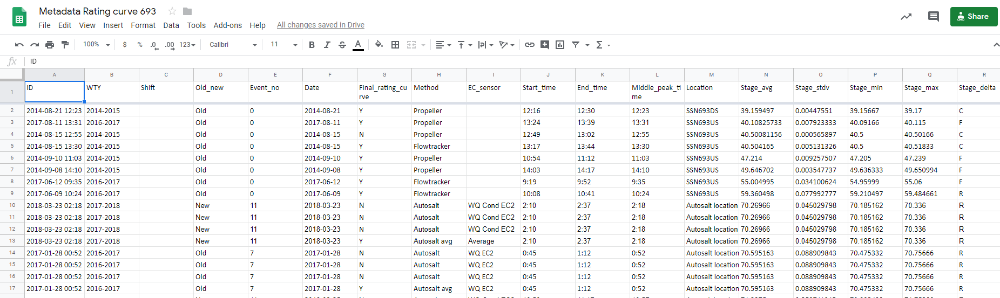 Metadata Rating curve 693
File Edit View Insert Format Data Tools Add-ons Help All changes saved in Drive
Share
100% $ % .0 .00 123 Calibri 11 B I S A Σ
fx ID
A B C D E F G H I J K L M N O P Q R
1 ID WTY Shift Old_new Event_no Date Final_rating_curve Method EC_sensor Start_time End_time Middle_peak_time Location Stage_avg Stage_stdv Stage_min Stage_max Stage_delta
2 2014-08-21 12:23 2014-2015 Old 0 2014-08-21 Y Propeller 12:16 12:30 12:23 SSN693DS 39.159497 0.00447551 39.15667 39.17 C
3 2017-08-11 13:31 2016-2017 Old 0 2017-08-11 Y Propeller 13:24 13:39 13:31 SSN693US 40.10825733 0.007923333 40.09166 40.115 F
4 2014-08-15 12:55 2014-2015 Old 0 2014-08-15 N Propeller 12:49 13:02 12:55 SSN693US 40.50081156 0.000565897 40.5 40.50166 C
5 2014-08-15 13:30 2014-2015 Old 0 2014-08-15 Y Flowtracker 13:17 13:44 13:30 SSN693US 40.504165 0.005131326 40.5 40.51833 C
6 2014-09-10 11:03 2014-2015 Old 0 2014-09-10 Y Propeller 10:54 11:12 11:03 SSN693US 47.214 0.009257507 47.205 47.239 F
7 2014-09-08 14:10 2014-2015 Old 0 2014-09-08 Y Propeller 14:03 14:17 14:10 SSN693US 49.646702 0.003547737 49.636333 49.650994 F
8 2017-06-12 09:35 2016-2017 Old 0 2017-06-12 Y Flowtracker 9:19 9:52 9:35 SSN693US 55.004995 0.034100624 54.95999 55.06 F
9 2017-06-09 10:24 2016-2017 Old 0 2017-06-09 Y Flowtracker 10:08 10:41 10:24 SSN693US 59.360498 0.077992777 59.210497 59.484661 R
10 2018-03-23 02:18 2017-2018 New 11 2018-03-23 N Autosalt WQ Cond EC2 2:10 2:37 2:18 Autosalt location 70.26966 0.045029798 70.185162 70.336 R
11 2018-03-23 02:18 2017-2018 New 11 2018-03-23 N Autosalt WQ Cond EC2 2:10 2:37 2:18 Autosalt location 70.26966 0.045029798 70.185162 70.336 R
12 2018-03-23 02:18 2017-2018 New 11 2018-03-23 N Autosalt WQ Cond EC2 2:10 2:37 2:18 Autosalt location 70.26966 0.045029798 70.185162 70.336 R
13 2018-03-23 02:18 2017-2018 New 11 2018-03-23 Y Autosalt avg Average 2:10 2:37 2:18 Autosalt location 70.26966 0.045029798 70.185162 70.336 R
14 2017-01-28 00:52 2016-2017 Old 7 2017-01-28 N Autosalt WQ EC2 0:45 1:12 0:52 Autosalt location 70.595163 0.088909843 70.475332 70.75666 R
15 2017-01-28 00:52 2016-2017 Old 7 2017-01-28 N Autosalt WQ EC2 0:45 1:12 0:52 Autosalt location 70.595163 0.088909843 70.475332 70.75666 R
16 2017-01-28 00:52 2016-2017 Old 7 2017-01-28 N Autosalt WQ EC2 0:45 1:12 0:52 Autosalt location 70.595163 0.088909843 70.475332 70.75666 R
17 2017-01-28 00:52 2016-2017 Old 7 2017-01-28 Y Autosalt avg WQ EC2 0:45 1:12 0:52 Autosalt location 70.595163 0.088909843 70.475332 70.75666 R